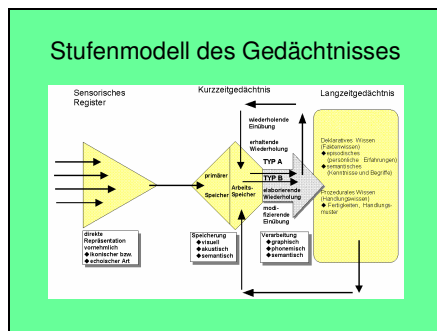 Stufenmodell des Gedächtnisses
Sensorisches
Register
Kurzzeitgedächtnis
Langzeitgedächtnis
wiederholende
Einübung
erhaltende
Wiederholung
TYP A
TYP B
primärer
Speicher
Arbeits-
Speicher
elaborierende
Wiederholung
modi-
fizierende
Einübung
Deklaratives Wissen
(Faktenwissen)
◆episodisches
(persönliche Erfahrungen)
◆semantisches
(Kenntnisse und Begriffe)
Prozedurales Wissen
(Handlungswissen)
◆ Fertigkeiten, Handlungs-
muster
direkte
Repräsentation
vornehmlich
◆ikonischer bzw.
◆echoischer Art
Speicherung
◆visuell
◆akustisch
◆semantisch
Verarbeitung
◆graphisch
◆phonemisch
◆semantisch